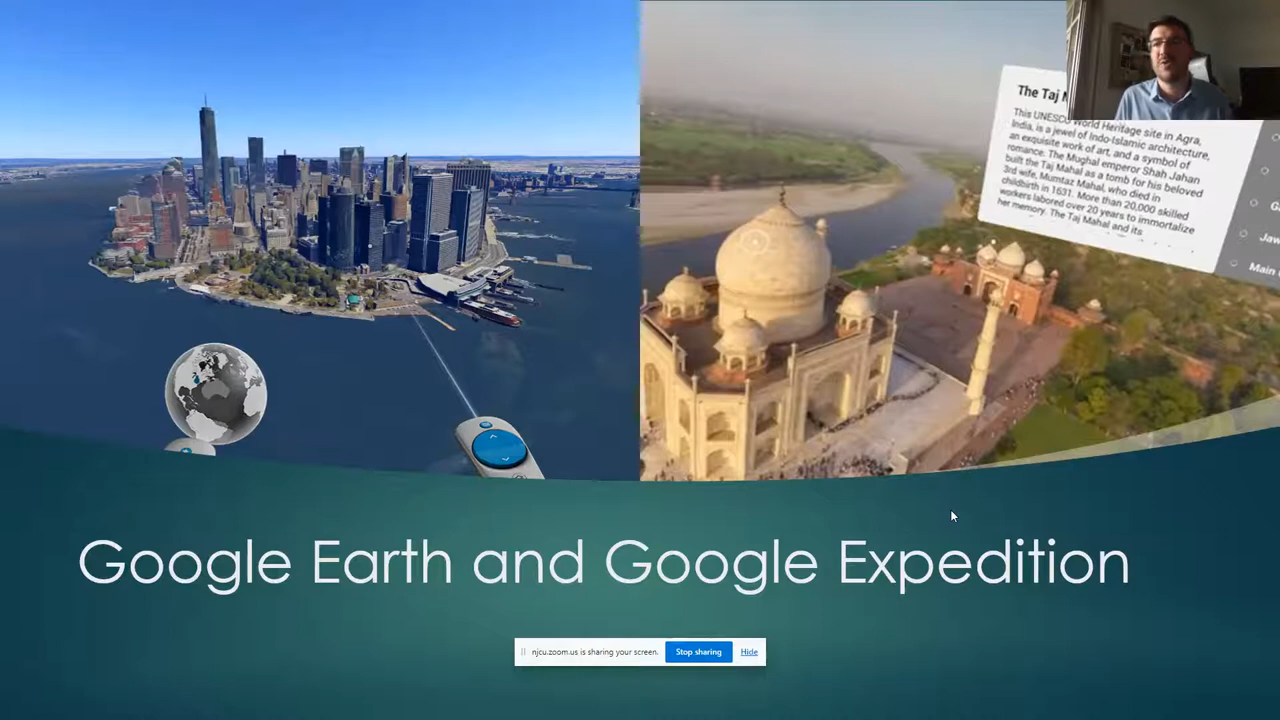 The Taj
This UNESCO World Heritage site in Agra,
India, is a jewel of Indo-Islamic architecture,
an exquisite work of art, and a symbol of
romance. The Mughal emperor Shah Jahan
built the Taj Mahal as a tomb for his beloved
3rd wife, Mumtaz Mahal, who died in
childbirth in 1631. More than 20,000 skilled
workers labored over 20 years to immortalize
her memory. The Taj Mahal and its
Main
Google Earth and Google Expedition
njcu.zoom.us is sharing your screen.
Stop sharing
Hide